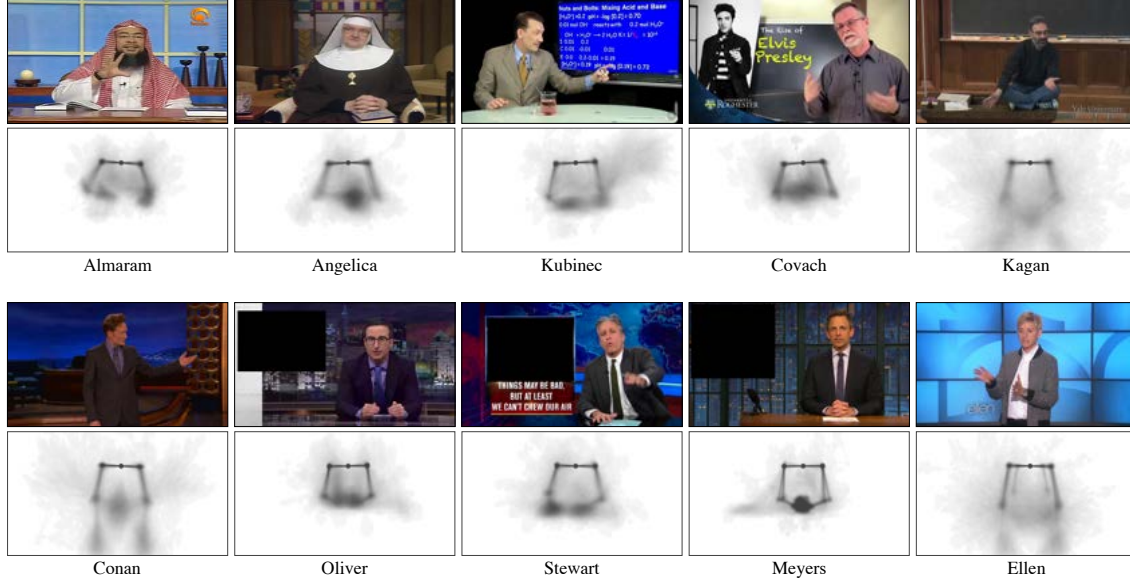 Nuts and Bolts: Mixing Acid and Base
The Rise of
Elvis
Presley
ROCHESTER
Almaram
Angelica
Kubinec
Covach
Kagan
THINGS MAY BE BAD,
BUT AT LEAST
WE CAN'T CHEW OUR AIR
ellen
Conan
Oliver
Stewart
Meyers
Ellen